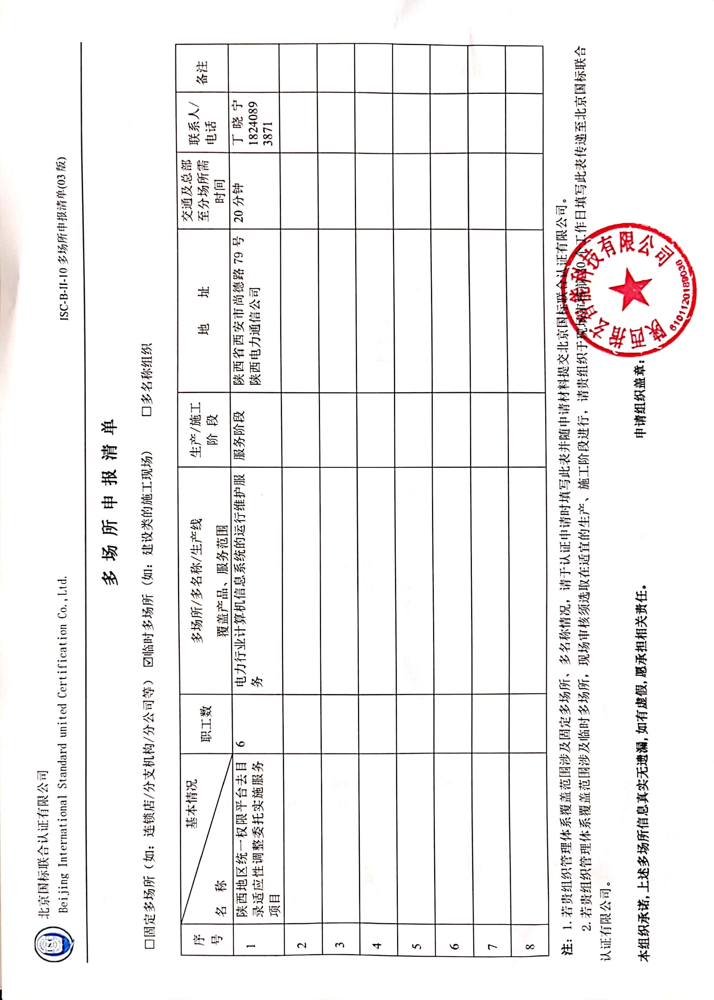 北京国标联合认证有限公司
Beijing International Standard united Certification Co.,Ltd.
ISC-B-II-10 多场所申报清单(03 版)
多场所申报清单
□固定多场所（如：连锁店/分支机构/分公司等） ☑临时多场所（如：建设类的施工现场） □多名称组织
序号
基本情况
名 称
职工数
多场所/多名称/生产线
覆盖产品、服务范围
生产/施工
阶 段
地 址
交通及总部
至分场所需
时间
联系人/
电话
备注
1
陕西地区统一权限平台去目
录适应性调整委托实施服务
项目
6
电力行业计算机信息系统的运行维护服
务
服务阶段
陕西省西安市尚德路 79 号
陕西电力通信公司
20 分钟
丁 晓 宁
1824089
3871
2
3
4
5
6
7
8
注：1.若贵组织管理体系覆盖范围涉及固定多场所、多名称情况，请于认证申请时填写此表并随申请材料提交北京国标联合认证有限公司。
2.若贵组织管理体系覆盖范围涉及临时多场所，现场审核须选取在适宜的生产、施工阶段进行，请贵组织于现场审核前30个工作日填写此表传递至北京国标联合
认证有限公司。
本组织承诺,上述多场所信息真实无遗漏,如有虚假,愿承担相关责任。
申请组织盖章:
6101120189038